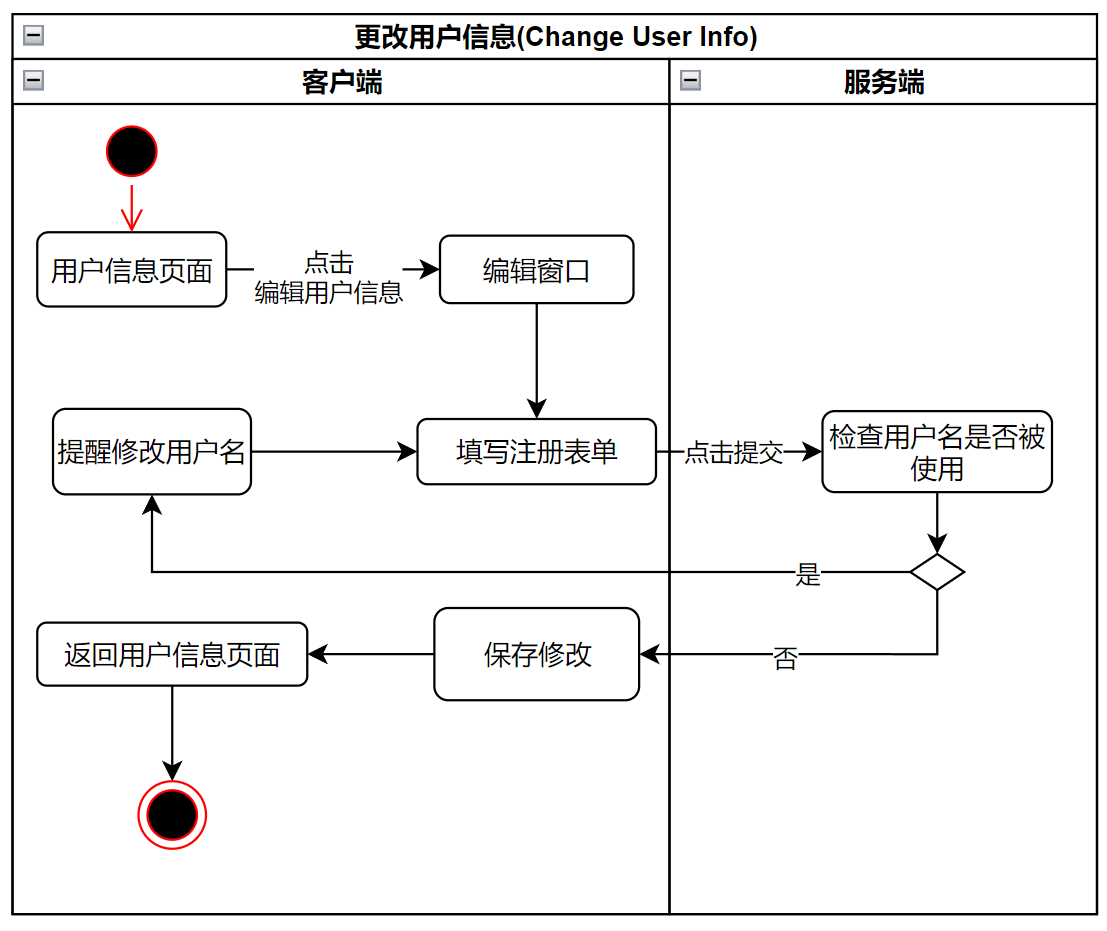 更改用户信息(Change User Info)
客户端
服务端
用户信息页面
点击
编辑用户信息
编辑窗口
提醒修改用户名
填写注册表单
点击提交
检查用户名是否被
使用
是
返回用户信息页面
保存修改
否